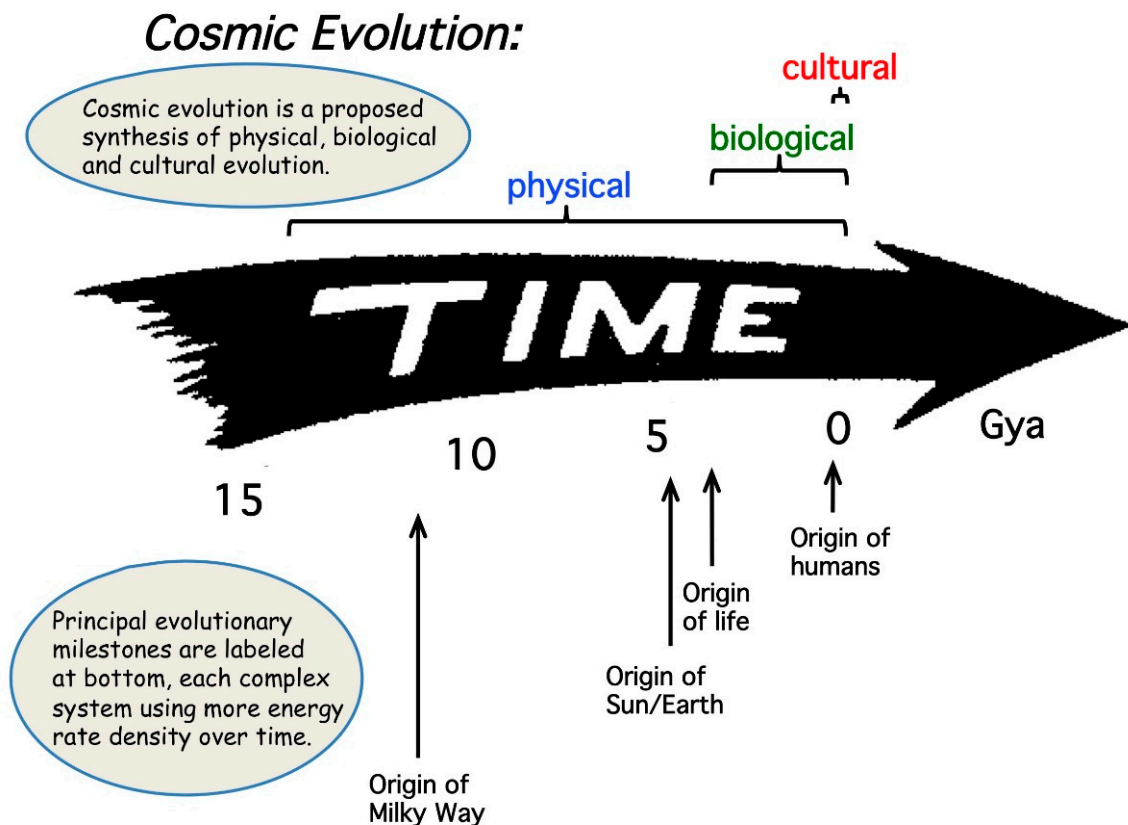 Cosmic Evolution:
Cosmic evolution is a proposed
synthesis of physical, biological
and cultural evolution.
cultural
biological
physical
TIME
15
10
5
0
Gya
Origin of
humans
Origin
of life
Origin of
Sun/Earth
Origin of
Milky Way
Principal evolutionary
milestones are labeled
at bottom, each complex
system using more energy
rate density over time.